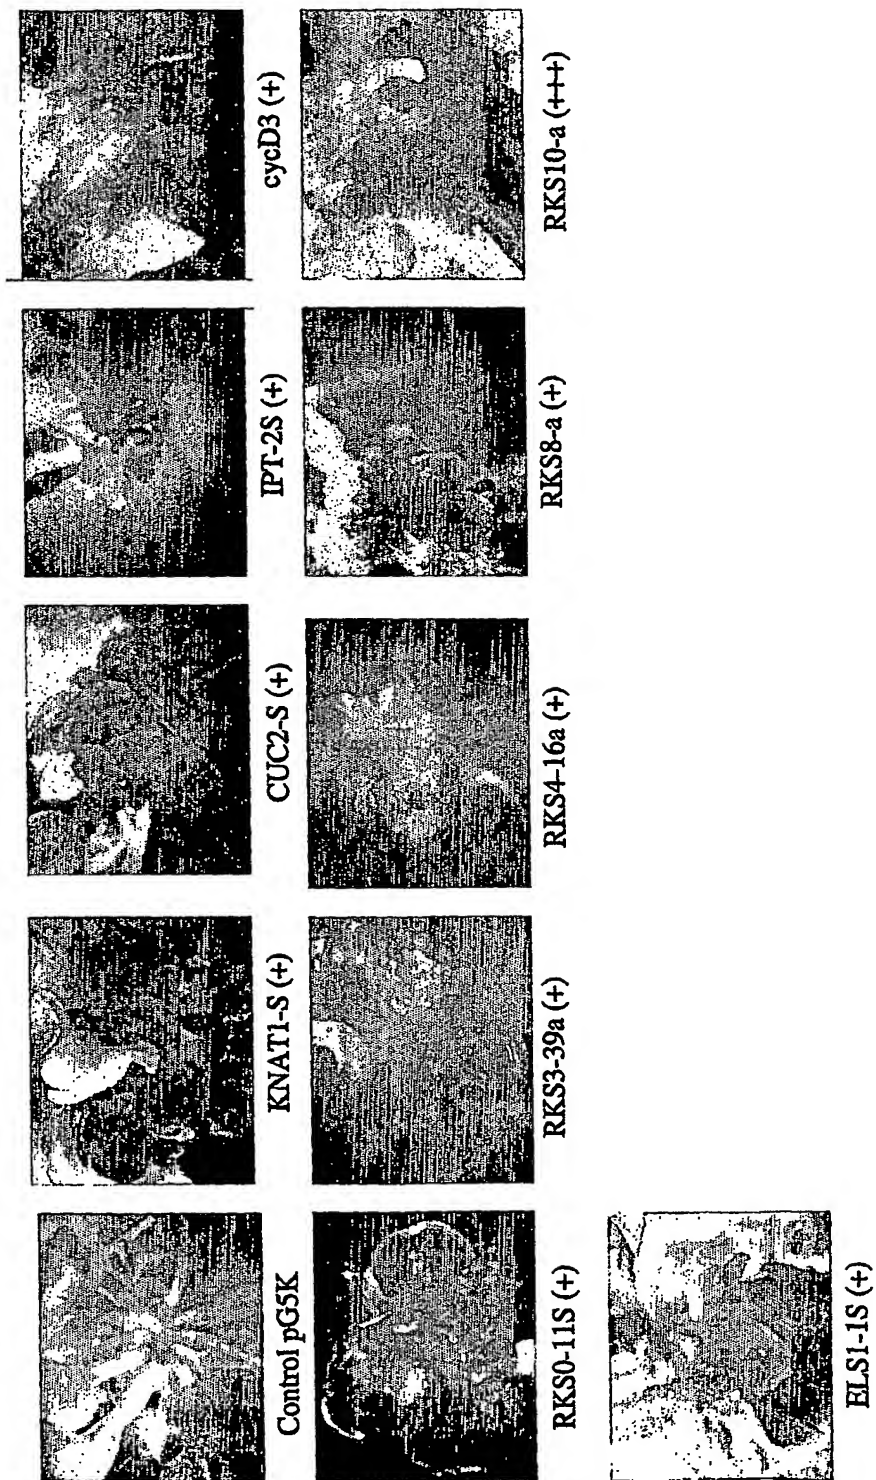 Control pG5K
KNAT1-S (+)
CUC2-S (+)
IPT-2S (+)
cycD3 (+)
RKS0-11S (+)
RKS3-39a (+)
RKS4-16a (+)
RKS8-a (+)
RKS10-a (+++)
ELS1-1S (+)